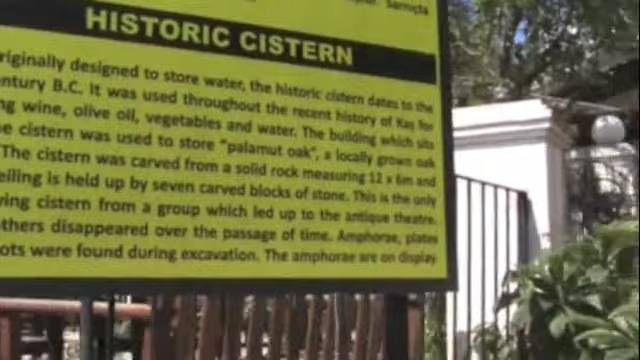 Sarnıçta
HISTORIC CISTERN
riginally designed to store water, the historic cistern dates to the
entury B.C. It was used throughout the recent history of Kaş for
ng wine, olive oil, vegetables and water. The building which sits
e cistern was used to store "palamut oak", a locally grown oak
The cistern was carved from a solid rock measuring 12 x 6m and
eiling is held up by seven carved blocks of stone. This is the only
ving cistern from a group which led up to the antique theatre.
thers disappeared over the passage of time. Amphorae, plates
ots were found during excavation. The amphorae are on display